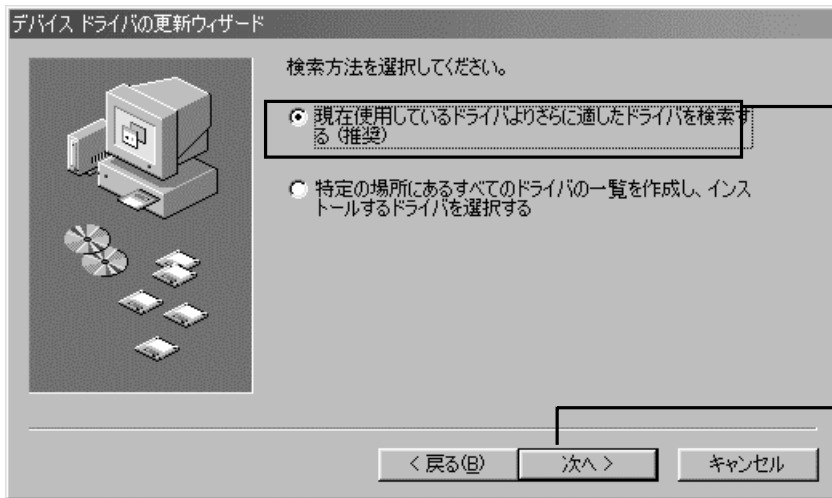 デバイス ドライバの更新ウィザード
検索方法を選択してください。
現在使用しているドライバよりさらに適したドライバを検索す
る (推奨)
特定の場所にあるすべてのドライバの一覧を作成し、インス
トールするドライバを選択する
< 戻る(B)
次へ >
キャンセル